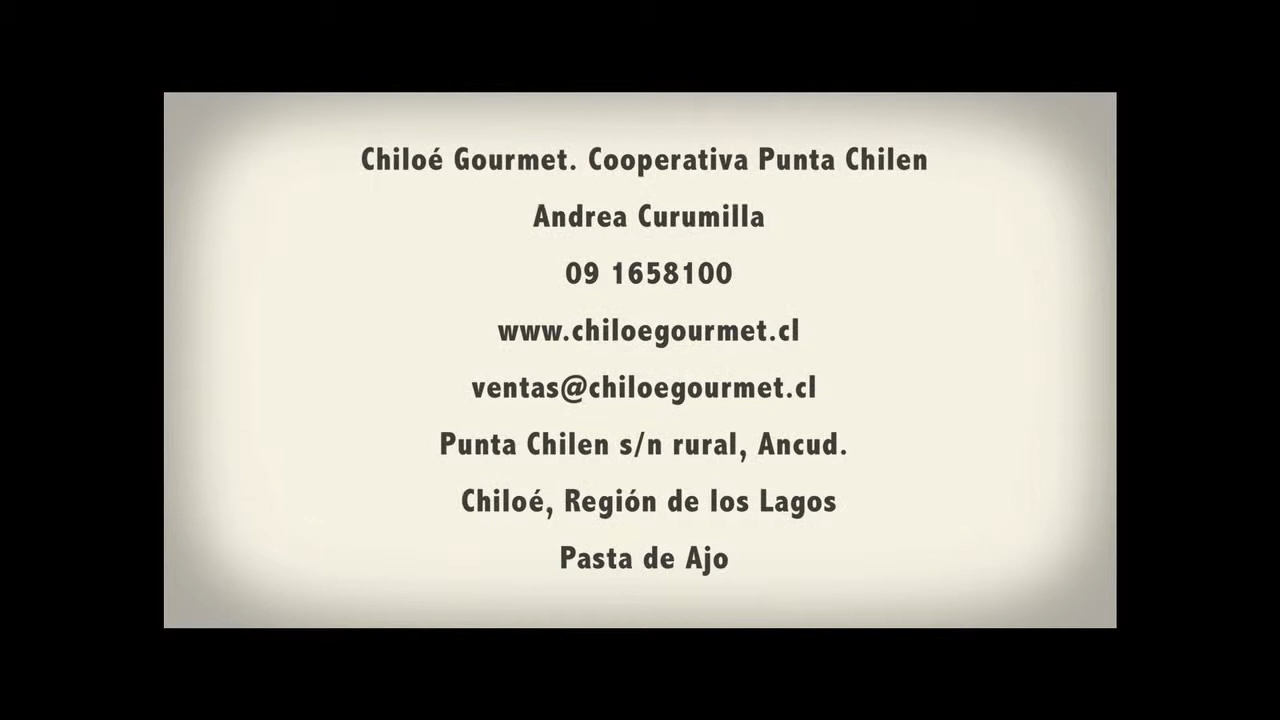 Chiloé Gourmet. Cooperativa Punta Chilen
Andrea Curumilla
09 1658100
www.chiloegourmet.cl
ventas@chiloegourmet.cl
Punta Chilen s/n rural, Ancud.
Chiloé, Región de los Lagos
Pasta de Ajo